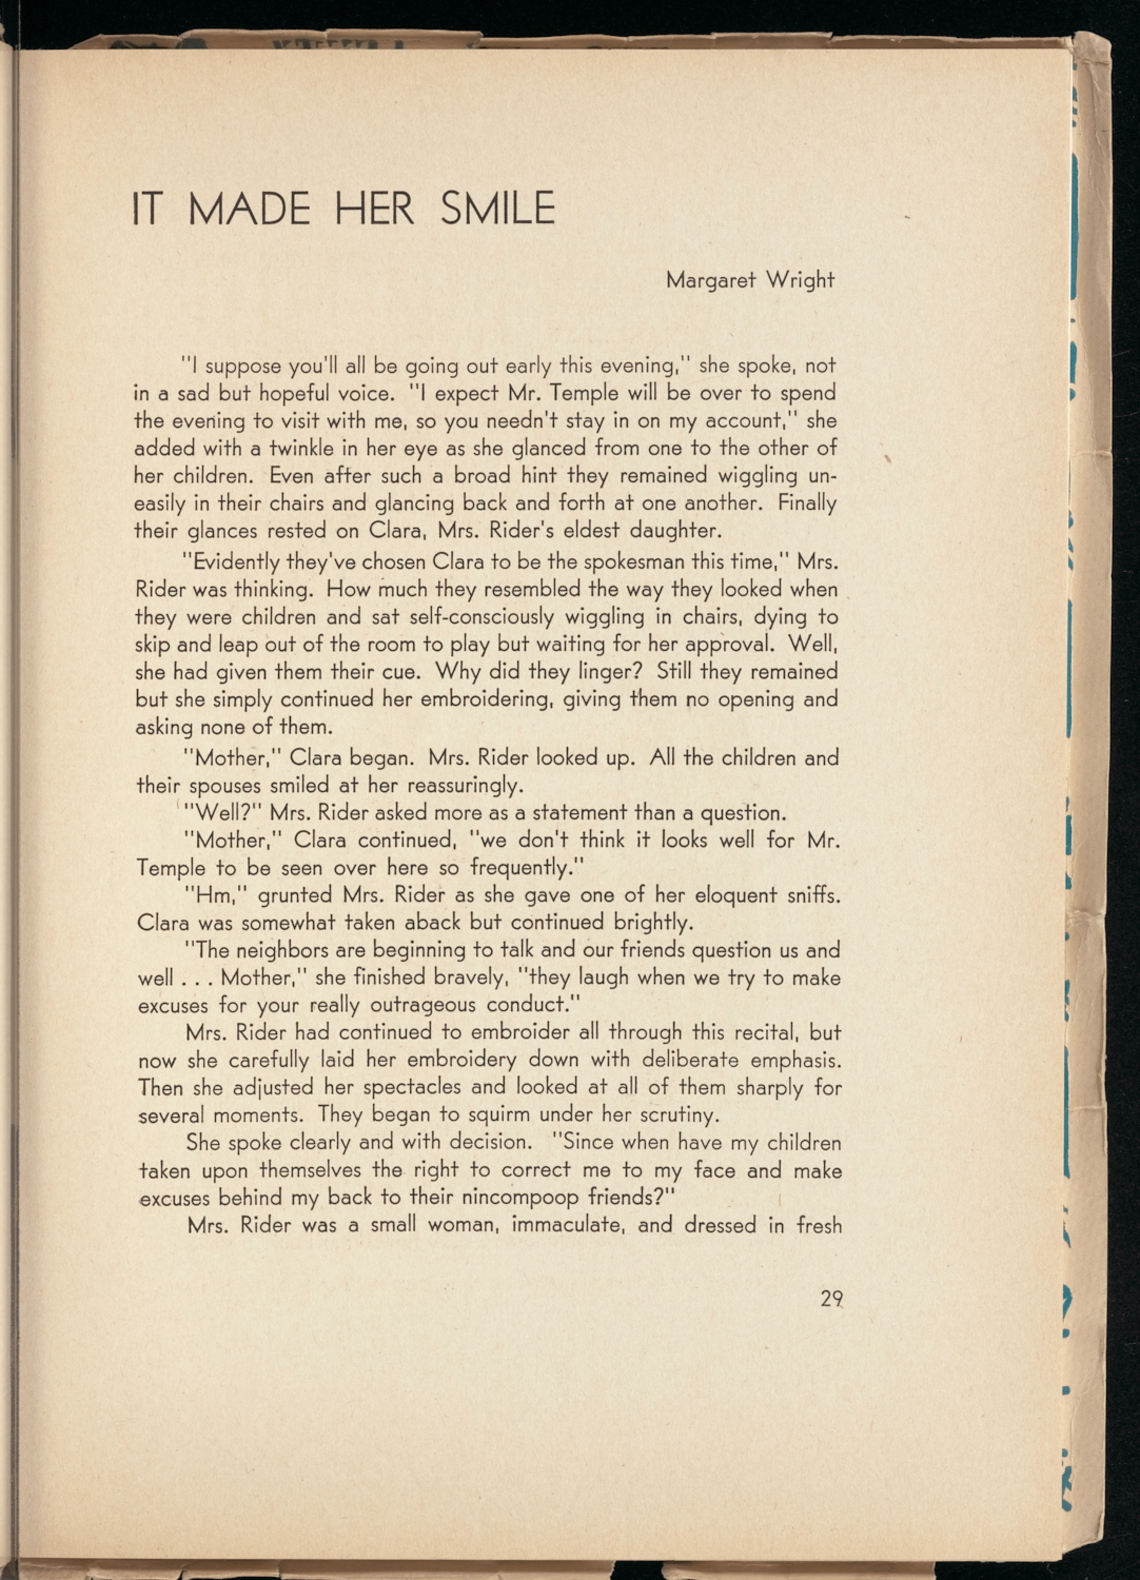 IT MADE HER SMILE
Margaret Wright
"I suppose you'll all be going out early this evening," she spoke, not
in a sad but hopeful voice. "I expect Mr. Temple will be over to spend
the evening to visit with me, so you needn't stay in on my account," she
added with a twinkle in her eye as she glanced from one to the other of
her children. Even after such a broad hint they remained wiggling un-
easily in their chairs and glancing back and forth at one another. Finally
their glances rested on Clara, Mrs. Rider's eldest daughter.
"Evidently they've chosen Clara to be the spokesman this time," Mrs.
Rider was thinking. How much they resembled the way they looked when
they were children and sat self-consciously wiggling in chairs, dying to
skip and leap out of the room to play but waiting for her approval. Well,
she had given them their cue. Why did they linger? Still they remained
but she simply continued her embroidering, giving them no opening and
asking none of them.
"Mother," Clara began. Mrs. Rider looked up. All the children and
their spouses smiled at her reassuringly.
"Well?" Mrs. Rider asked more as a statement than a question.
"Mother," Clara continued, "we don't think it looks well for Mr.
Temple to be seen over here so frequently."
"Hm," grunted Mrs. Rider as she gave one of her eloquent sniffs.
Clara was somewhat taken aback but continued brightly.
"The neighbors are beginning to talk and our friends question us and
well . . . Mother," she finished bravely, "they laugh when we try to make
excuses for your really outrageous conduct."
Mrs. Rider had continued to embroider all through this recital, but
now she carefully laid her embroidery down with deliberate emphasis.
Then she adjusted her spectacles and looked at all of them sharply for
several moments. They began to squirm under her scrutiny.
She spoke clearly and with decision. "Since when have my children
taken upon themselves the right to correct me to my face and make
excuses behind my back to their nincompoop friends?"
Mrs. Rider was a small woman, immaculate, and dressed in fresh
29